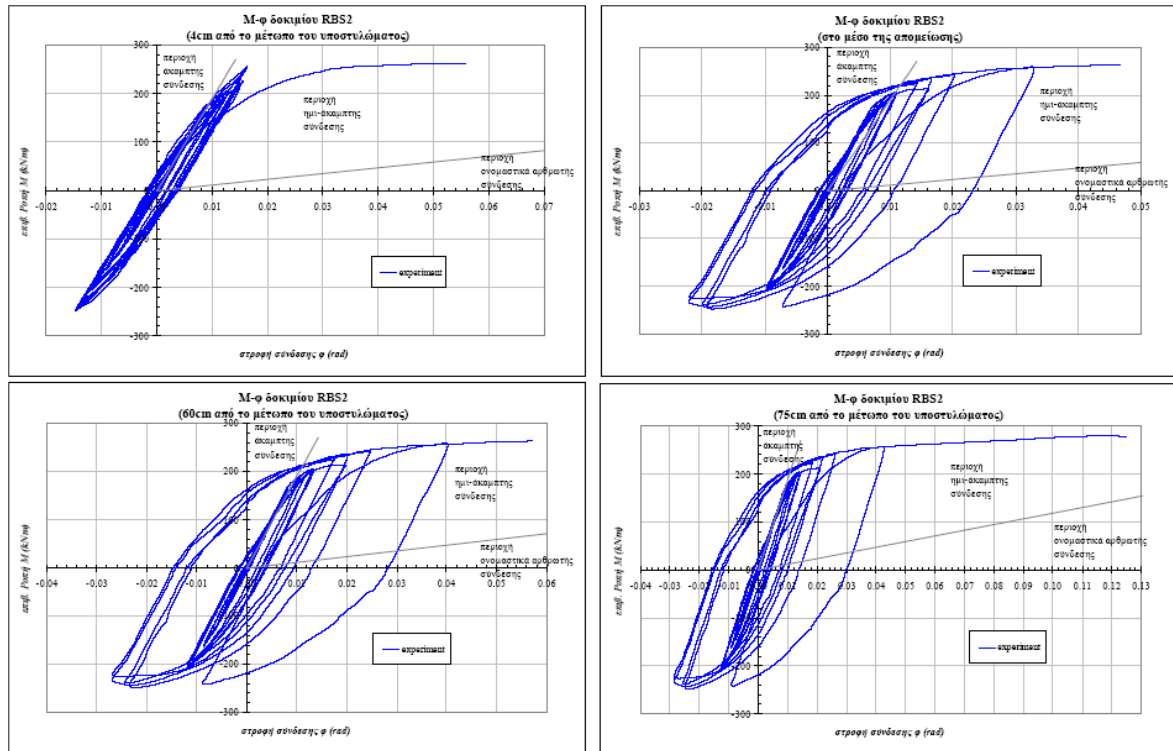 Μ-φ δοκιμίου RBS2
(4cm από το μέτωπο του υποστυλώματος)
300
περιοχή
άκαμπτης
σύνδεσης
200
περιοχή
ημι-άκαμπτης
σύνδεσης
100
περιοχή
ονομαστικά αρθρωτής
σύνδεσης
0
-0.02 -0.01 0 0.01 0.02 0.03 0.04 0.05 0.06 0.07
-100
experiment
-200
-300
επιβ. Ροπή Μ (kNm)
στροφή σύνδεσης φ (rad)
Μ-φ δοκιμίου RBS2
(στο μέσο της απομείωσης)
300
περιοχή
άκαμπτης
σύνδεσης
200
περιοχή
ημι-άκαμπτης
σύνδεσης
100
περιοχή
ονομαστικά αρθρωτής
σύνδεσης
0
-0.03 -0.02 -0.01 0 0.01 0.02 0.03 0.04 0.05
-100
experiment
-200
-300
επιβ. Ροπή Μ (kNm)
στροφή σύνδεσης φ (rad)
Μ-φ δοκιμίου RBS2
(60cm από το μέτωπο του υποστυλώματος)
300
περιοχή
άκαμπτης
σύνδεσης
200
περιοχή
ημι-άκαμπτης
σύνδεσης
100
περιοχή
ονομαστικά αρθρωτής
σύνδεσης
0
-0.04 -0.03 -0.02 -0.01 0 0.01 0.02 0.03 0.04 0.05 0.06
-100
experiment
-200
-300
επιβ. Ροπή Μ (kNm)
στροφή σύνδεσης φ (rad)
Μ-φ δοκιμίου RBS2
(75cm από το μέτωπο του υποστυλώματος)
300
περιοχή
άκαμπτης
σύνδεσης
200
περιοχή
ημι-άκαμπτης
σύνδεσης
100
περιοχή
ονομαστικά αρθρωτής
σύνδεσης
0
-0.04 -0.03 -0.02 -0.01 0 0.01 0.02 0.03 0.04 0.05 0.06 0.07 0.08 0.09 0.1 0.11 0.12 0.13
-100
experiment
-200
-300
επιβ. Ροπή Μ (kNm)
στροφή σύνδεσης φ (rad)